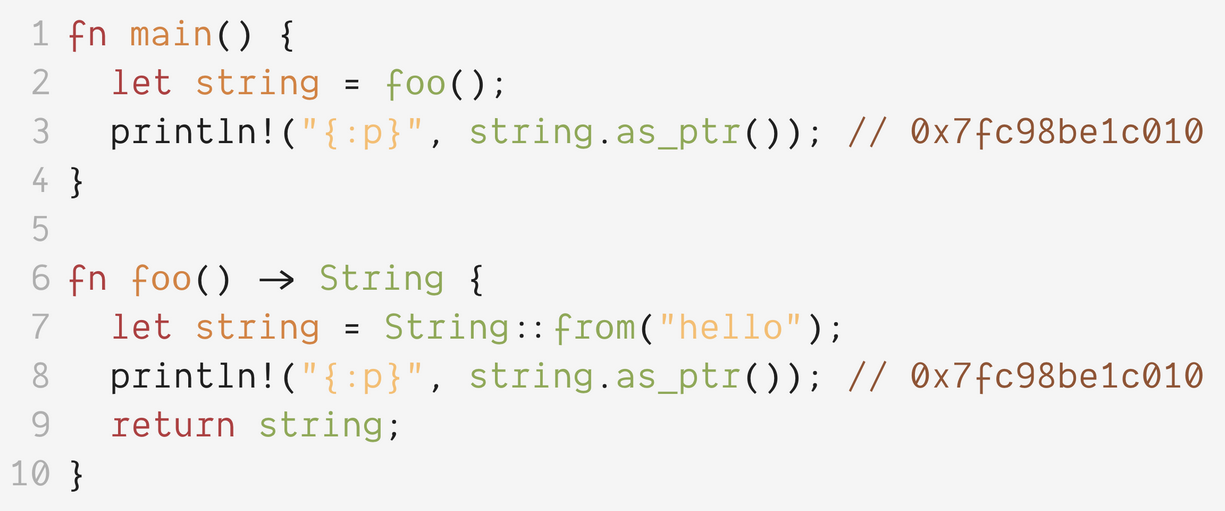 1 fn main() {
2 let string = foo();
3 println!("{:p}", string.as_ptr()); // 0x7fc98be1c010
4 }
5
6 fn foo() → String {
7 let string = String::from("hello");
8 println!("{:p}", string.as_ptr()); // 0x7fc98be1c010
9 return string;
10 }